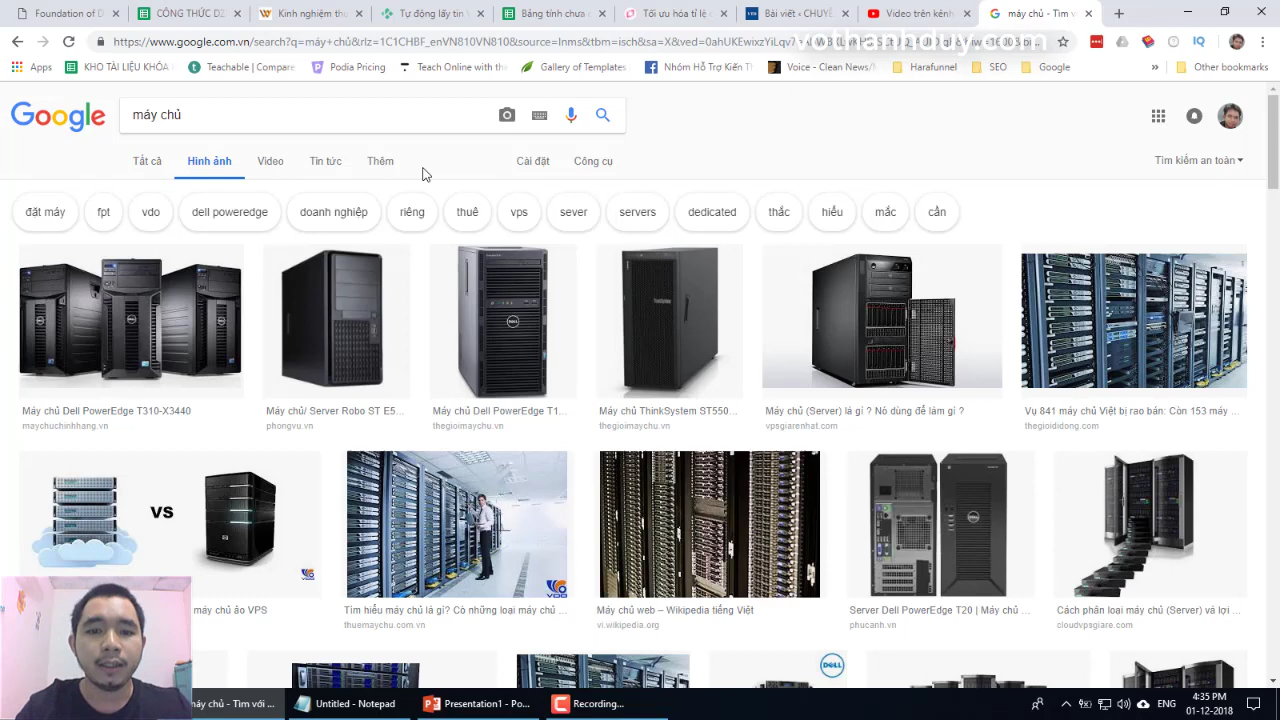 Forex foundation - D
CÔNG THỨC D
Kinh nghiệm thu
Tự động lấy tin v
Bảng tính chưa
Tối ưu hóa tỉ lệ
Bài viết ‹ CHUYÊ
Video trên kênh
máy chủ - Tìm v
vothanhduy.com
Apps
KHO TÀI LIỆU KHÓA
Teachable | Compare
Podia Pricing
Teach Online with the
Gallery of Templates
Nhóm Hỗ Trợ Kiến Th
Voice - Clean News/
Harafunnel
SEO
Google
Other bookmarks
Google
máy chủ
Tất cả
Hình ảnh
Video
Tin tức
Thêm
Cài đặt
Công cụ
Tìm kiếm an toàn
đặt máy
fpt
vdo
dell poweredge
doanh nghiệp
riêng
thuê
vps
sever
servers
dedicated
thắc
hiểu
mắc
cần
Máy chủ Dell PowerEdge T310-X3440
Máy chủ/ Server Robo ST E5...
Máy chủ Dell PowerEdge T1...
Máy chủ ThinkSystem ST550...
Máy chủ (Server) là gì ? Nó dùng để làm gì ?
Vụ 841 máy chủ Việt bị rao bán: Còn 153 máy ...
maychuchinhhang.vn
phongvu.vn
thegioimaychu.vn
thegioimaychu.vn
vpsgiarenhat.com
thegioididong.com
VS
VDO
VDO
DELL
máy chủ ảo VPS
Tìm hiểu máy chủ là gì? Có những loại máy chủ ...
Máy chủ web – Wikipedia tiếng Việt
Server Dell PowerEdge T20 | Máy chủ ...
Cách phân loại máy chủ (Server) và lợi ...
thuemaychu.com.vn
vi.wikipedia.org
phucanh.vn
cloudvpsgiare.com
DELL
máy chủ - Tìm với ...
Untitled - Notepad
Presentation1 - Po...
Recording...
ENG
4:35 PM
01-12-2018